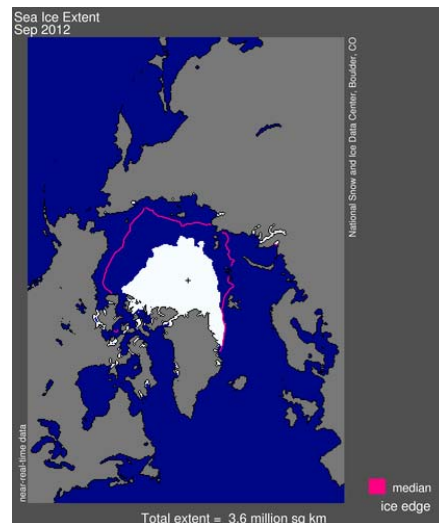 Sea Ice Extent
Sep 2012
National Snow and Ice Data Center, Boulder, CO
near-real-time data
median
ice edge
Total extent = 3.6 million sq km